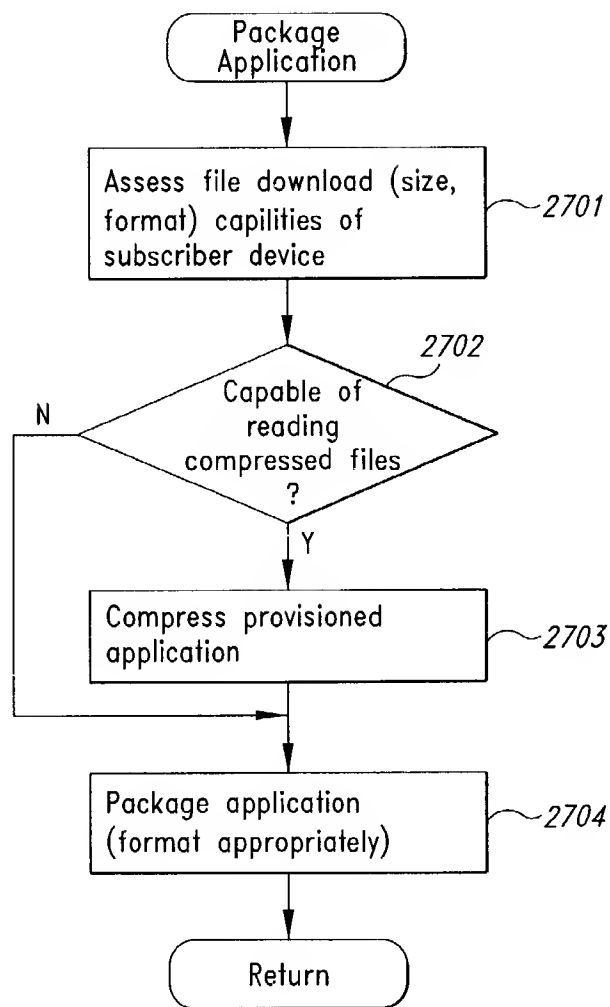 Package
Application
Assess file download (size,
format) capilities of
subscriber device
2701
2702
Capable of
reading
compressed files
?
N
Y
Compress provisioned
application
2703
Package application
(format appropriately)
2704
Return